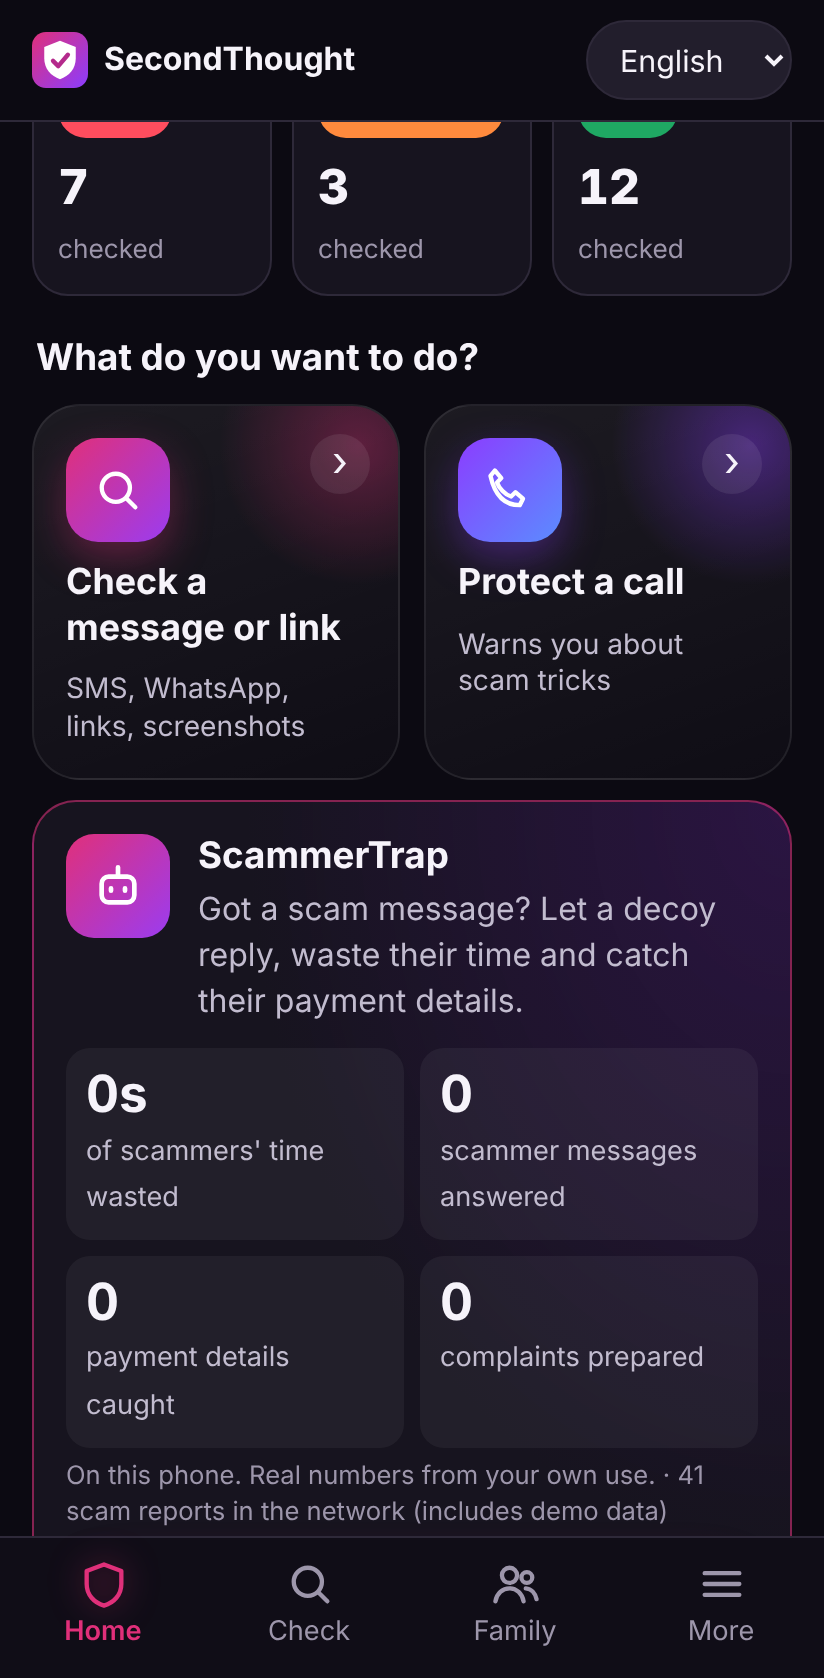 SecondThought
English
7
3
12
checked
checked
checked
What do you want to do?
Check a
message or link
SMS, WhatsApp,
links, screenshots
Protect a call
Warns you about
scam tricks
ScammerTrap
Got a scam message? Let a decoy
reply, waste their time and catch
their payment details.
0s
of scammers' time
wasted
0
scammer messages
answered
0
payment details
caught
0
complaints prepared
On this phone. Real numbers from your own use. · 41
scam reports in the network (includes demo data)
Home
Check
Family
More